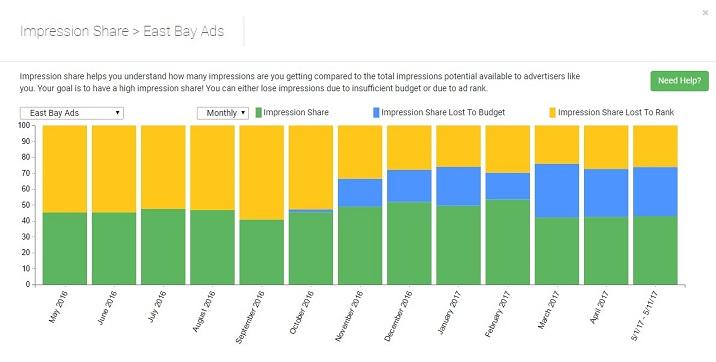 ×
Impression Share > East Bay Ads
Impression share helps you understand how many impressions are you getting compared to the total impressions potential available to advertisers like
you. Your goal is to have a high impression share! You can either lose impressions due to insufficient budget or due to ad rank.
Need Help?
East Bay Ads
Monthly
Impression Share
Impression Share Lost To Budget
Impression Share Lost To Rank
100
90
80
70
60
50
40
30
20
10
0
May 2016
June 2016
July 2016
August 2016
September 2016
October 2016
November 2016
December 2016
January 2017
February 2017
March 2017
April 2017
5/1/17 - 5/11/17